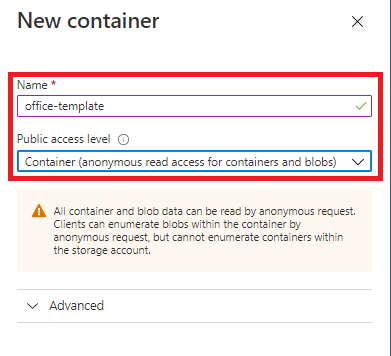 New container
Name *
office-template
Public access level
Container (anonymous read access for containers and blobs)
All container and blob data can be read by anonymous request.
Clients can enumerate blobs within the container by
anonymous request, but cannot enumerate containers within
the storage account.
Advanced